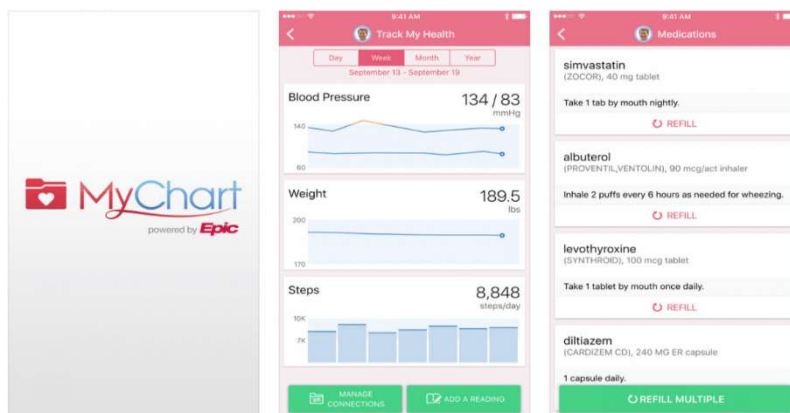 MyChart
powered by Epic
9:41 AM
Track My Health
Day Week Month Year
September 13 - September 19
Blood Pressure 134 / 83
mmHg
140
60
Weight 189.5
lbs
200
170
Steps 8,848
steps/day
10K
7K
MANAGE CONNECTIONS
ADD A READING
9:41 AM
Medications
simvastatin
(ZOCOR), 40 mg tablet
Take 1 tab by mouth nightly.
REFILL
albuterol
(PROVENTIL,VENTOLIN), 90 mcg/act inhaler
Inhale 2 puffs every 6 hours as needed for wheezing.
REFILL
levothyroxine
(SYNTHROID), 100 mcg tablet
Take 1 tablet by mouth once daily.
REFILL
diltiazem
(CARDIZEM CD), 240 MG ER capsule
1 capsule daily.
REFILL MULTIPLE